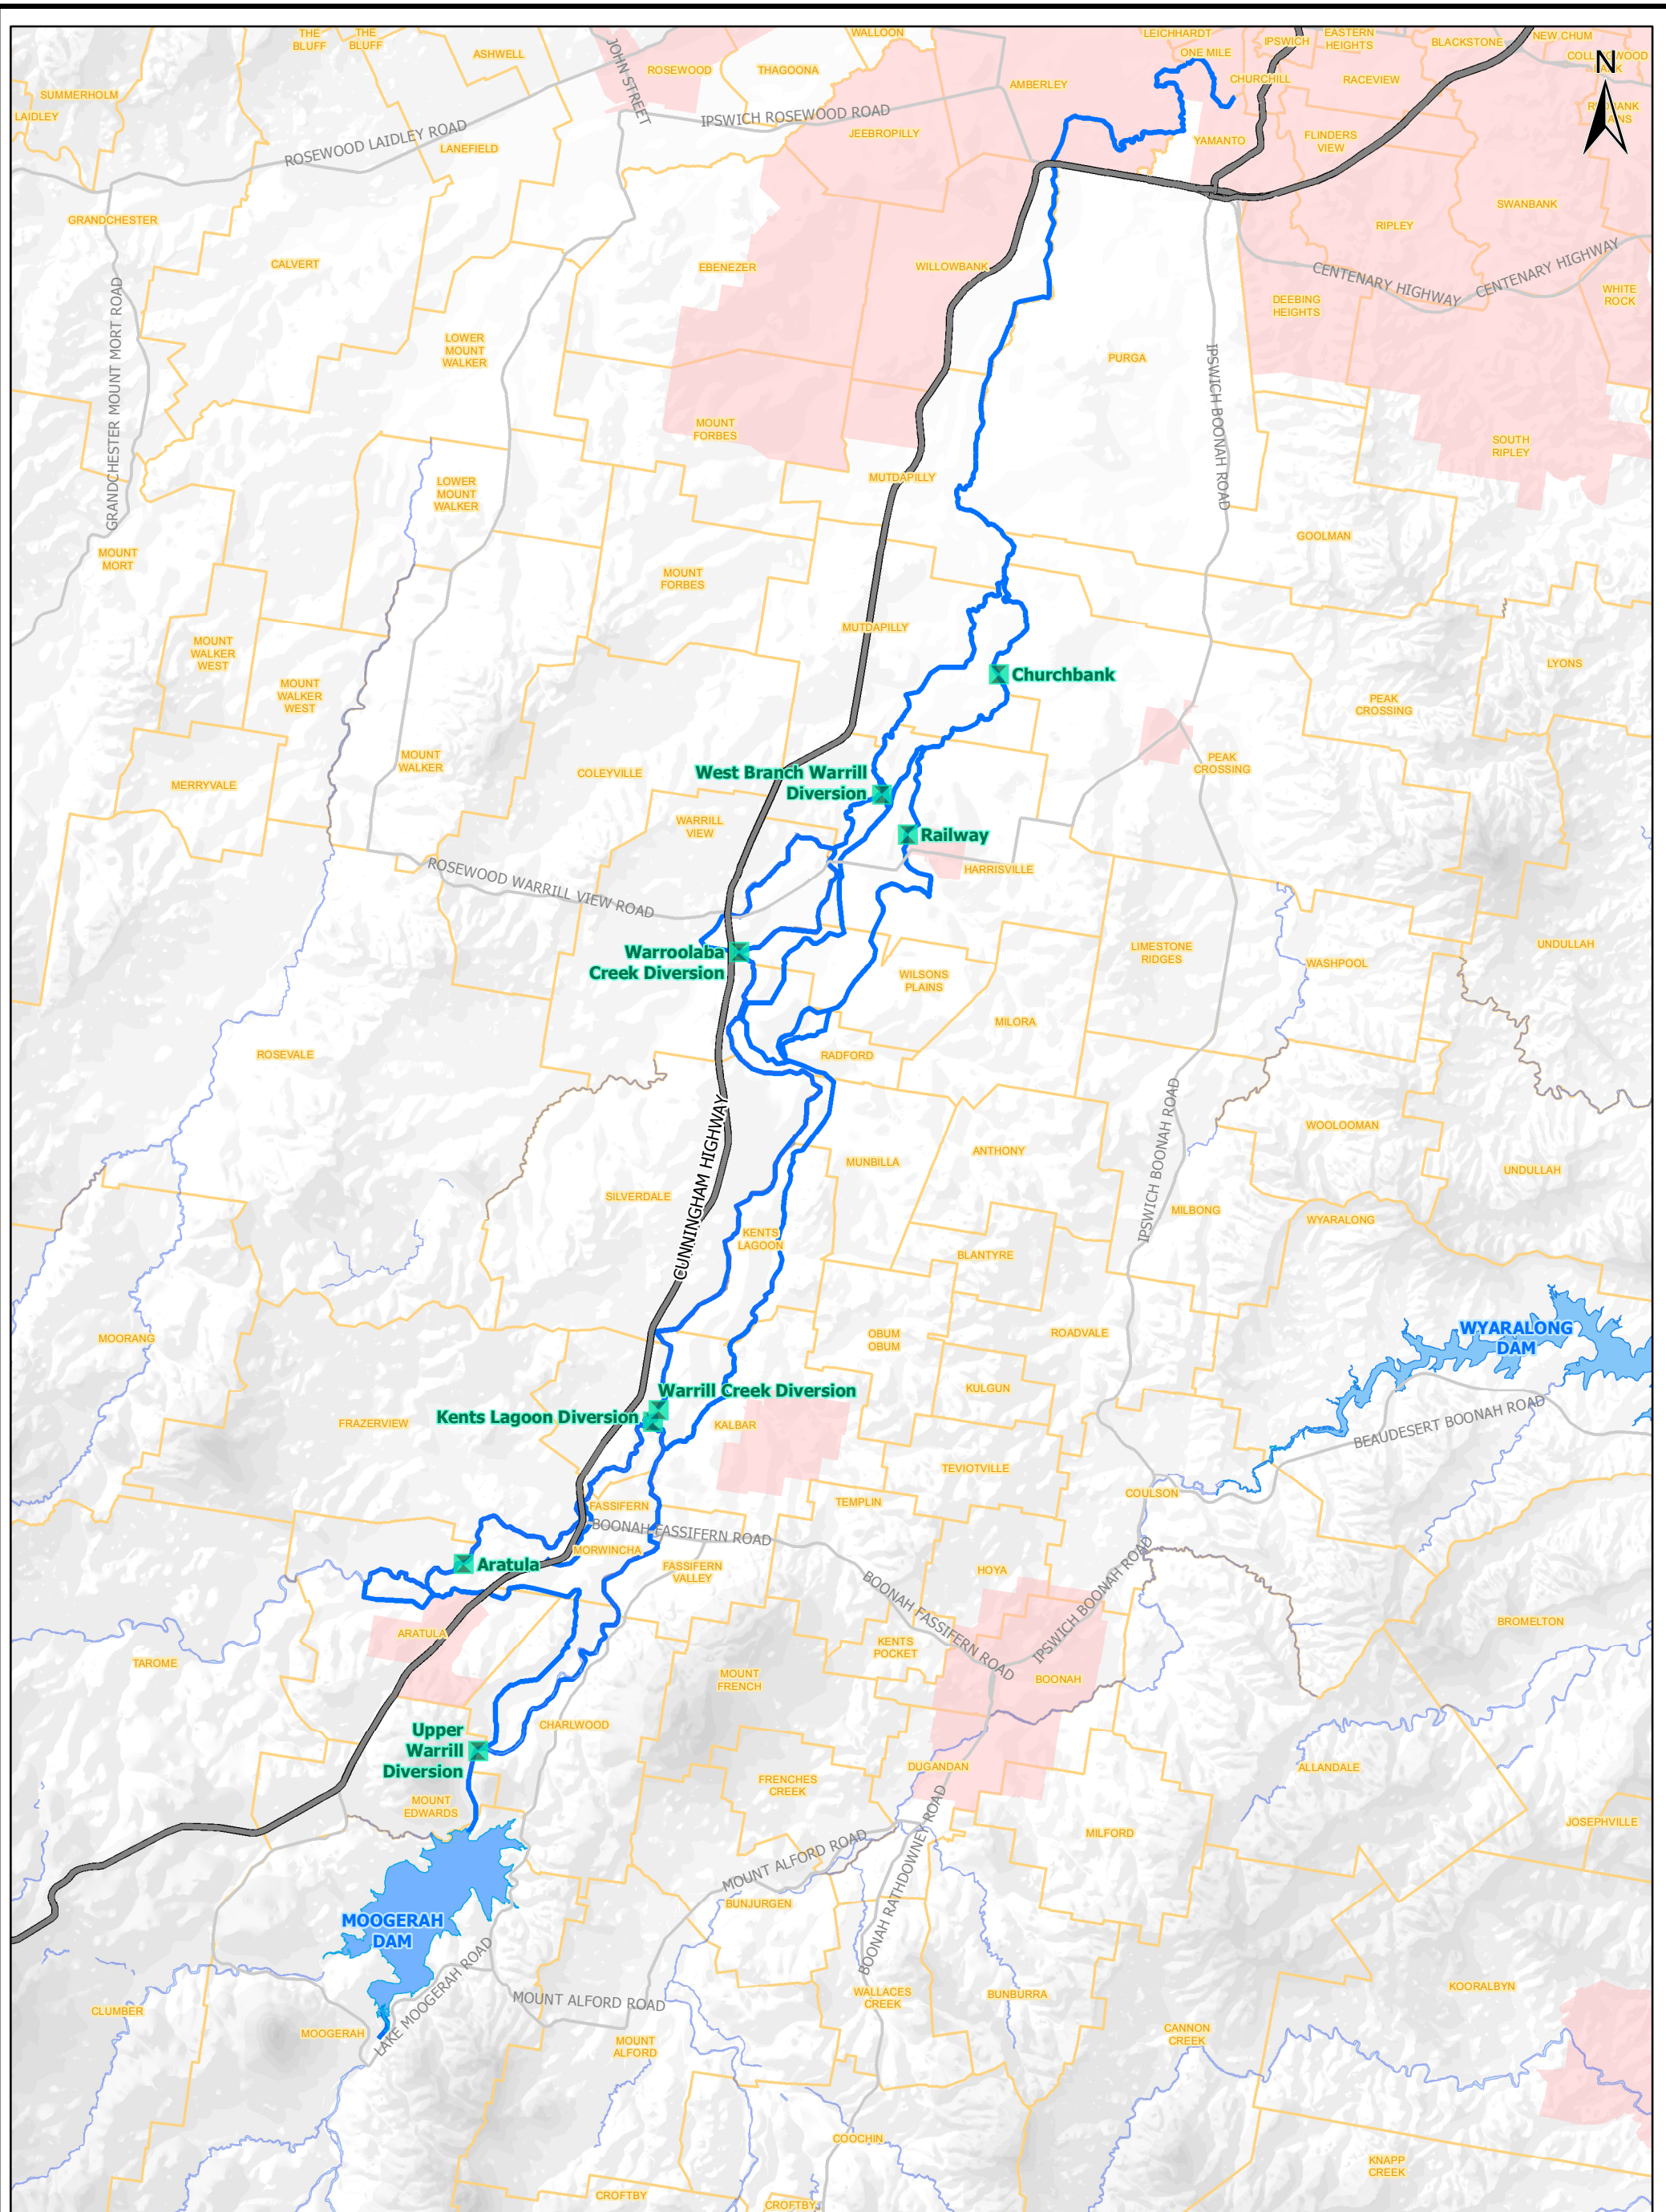 THE
BLUFF
THE
BLUFF
ASHWELL
JOHN STREET
ROSEWOOD
THAGOONA
WALLOON
LEICHHARDT
ONE MILE
IPSWICH
EASTERN
HEIGHTS
BLACKSTONE
NEW CHUM
N
SUMMERHOLM
LAIDLEY
AMBERLEY
CHURCHILL
RACEVIEW
ROSEWOOD LAIDLEY ROAD
LANEFIELD
IPSWICH ROSEWOOD ROAD
JEEBROPILLY
YAMANTO
FLINDERS
VIEW
GRANDCHESTER
CALVERT
EBENEZER
WILLOWBANK
RIPLEY
SWANBANK
CENTENARY HIGHWAY
CENTENARY HIGHWAY
WHITE
ROCK
DEEBING
HEIGHTS
GRANDCHESTER MOUNT MORT ROAD
LOWER
MOUNT
WALKER
PURGA
IPSWICH BOONAH ROAD
MOUNT
FORBES
SOUTH
RIPLEY
MUTDAPILLY
LOWER
MOUNT
WALKER
GOOLMAN
MOUNT
MORT
MOUNT
FORBES
MUTDAPILLY
MOUNT
WALKER
WEST
MOUNT
WALKER
WEST
LYONS
Churchbank
PEAK
CROSSING
MOUNT
WALKER
COLEYVILLE
West Branch Warrill
Diversion
PEAK
CROSSING
MERRYVALE
WARRILL
VIEW
Railway
HARRISVILLE
ROSEWOOD WARRILL VIEW ROAD
Warroolaba
Creek Diversion
LIMESTONE
RIDGES
UNDULLAH
WASHPOOL
WILSONS
PLAINS
MILORA
ROSEVALE
RADFORD
CUNNINGHAM HIGHWAY
IPSWICH BOONAH ROAD
WOOLOOMAN
ANTHONY
MUNBILLA
UNDULLAH
SILVERDALE
MILBONG
WYARALONG
KENTS
LAGOON
BLANTYRE
MOORANG
OBUM
OBUM
ROADVALE
WYARALONG
DAM
Warrill Creek Diversion
KULGUN
Kents Lagoon Diversion
FRAZERVIEW
KALBAR
BEAUDESERT BOONAH ROAD
TEVIOTVILLE
COULSON
FASSIFERN
TEMPLIN
BOONAH FASSIFERN ROAD
MORWINCHA
Aratula
FASSIFERN
VALLEY
HOYA
BOONAH FASSIFERN ROAD
IPSWICH BOONAH ROAD
BROMELTON
ARATULA
KENTS
POCKET
TAROME
MOUNT
FRENCH
BOONAH
CHARLWOOD
Upper
Warrill
Diversion
DUGANDAN
ALLANDALE
FRENCHES
CREEK
MOUNT
EDWARDS
JOSEPHVILLE
MILFORD
MOUNT ALFORD ROAD
BOONAH RATHDOWNEY ROAD
BUNJURGEN
MOOGERAH
DAM
LAKE MOOGERAH ROAD
MOUNT ALFORD ROAD
KOORALBYN
WALLACES
CREEK
BUNBURRA
CLUMBER
MOOGERAH
CANNON
CREEK
MOUNT
ALFORD
COOCHIN
KNAPP
CREEK
CROFTBY
CROFTBY